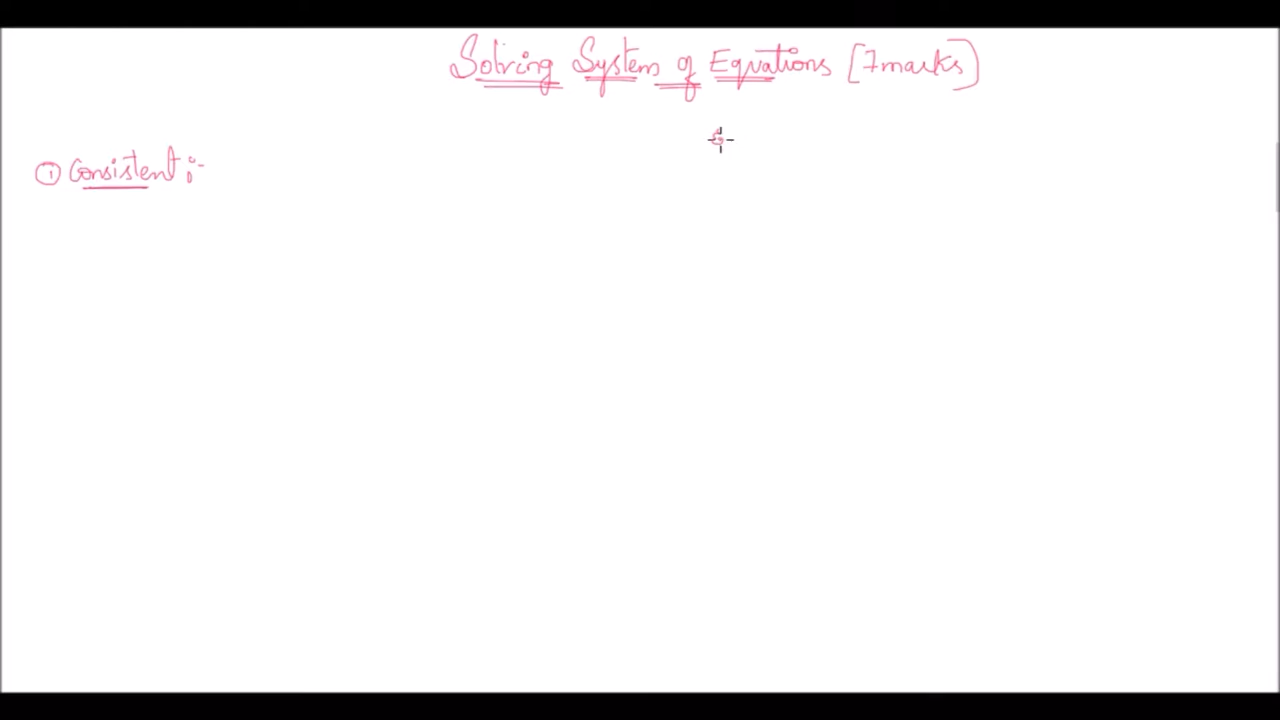 Solving System of Equations [7marks]
① Consistent :-